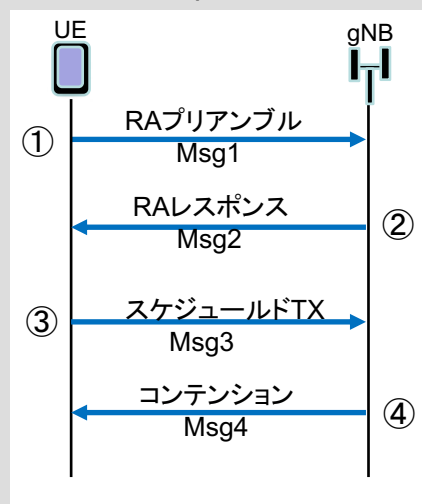 UE
gNB
①
RAプリアンブル
Msg1
RAレスポンス
Msg2
②
③
スケジュールドTX
Msg3
コンテンション
Msg4
④